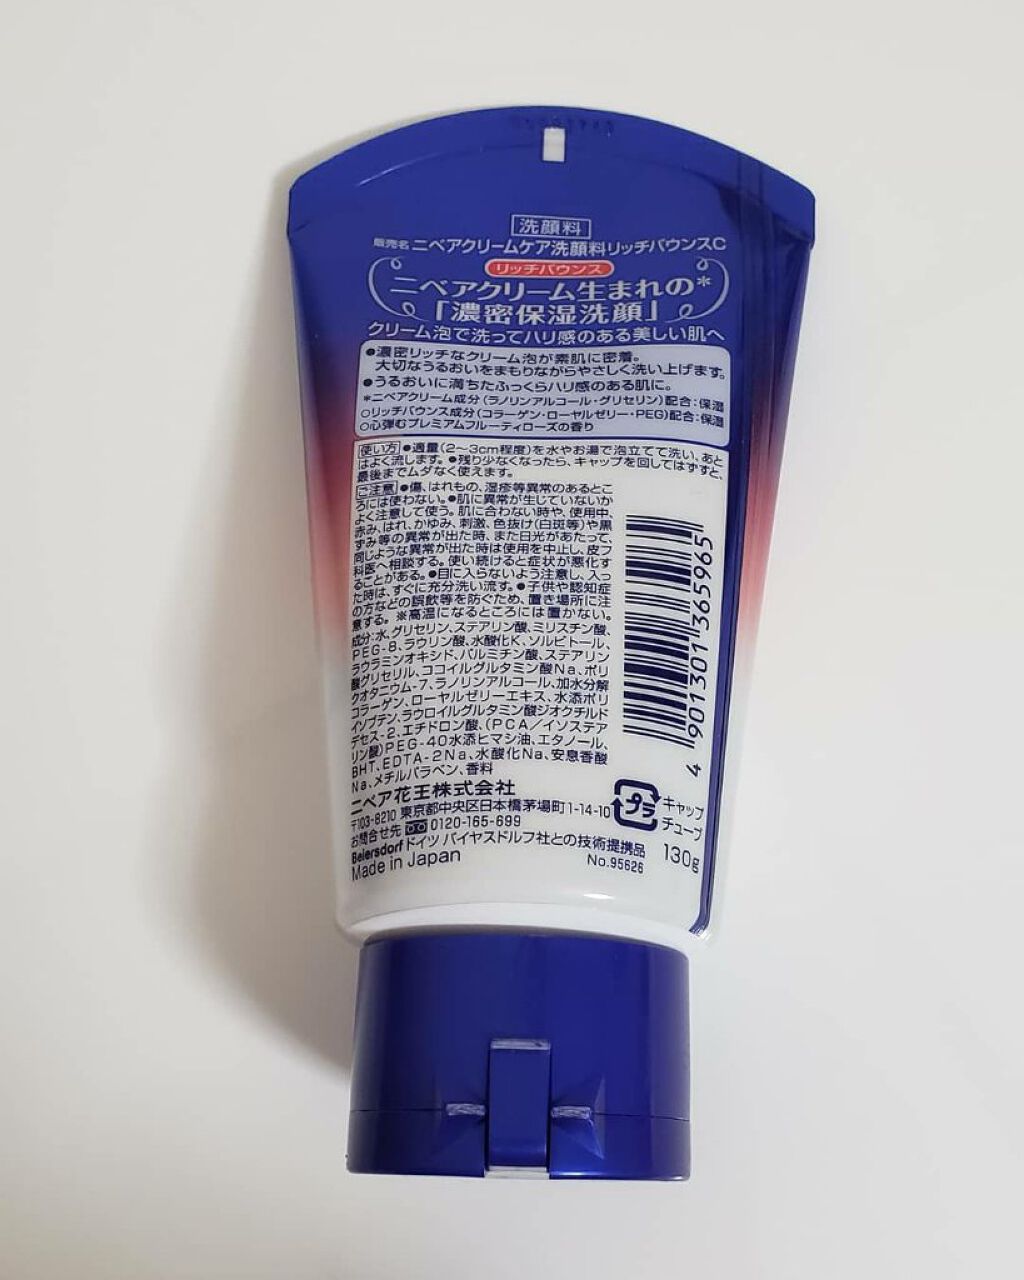 洗顔料
販売名 ニベアクリームケア洗顔料リッチバウンスC
リッチバウンス
ニベアクリーム生まれの*
「濃密保湿洗顔」
クリーム泡で洗ってハリ感のある美しい肌へ
●濃密リッチなクリーム泡が素肌に密着。
大切なうるおいをまもりながらやさしく洗い上げます。
●うるおいに満ちたふっくらハリ感のある肌に。
*ニベアクリーム成分(ラノリンアルコール・グリセリン)配合:保湿
○リッチバウンス成分(コラーゲン・ローヤルゼリー・PEG)配合:保湿
○心弾むプレミアムフルーティローズの香り
使い方 ●適量(2〜3cm程度)を水やお湯で泡立てて洗い、あと
はよく流します。●残り少なくなったら、キャップを回してはずすと、
最後までムダなく使えます。
ご注意 ●傷、はれもの、湿疹等異常のあるとこ
ろには使わない。●肌に異常が生じていないか
よく注意して使う。肌に合わない時や、使用中、
赤み、はれ、かゆみ、刺激、色抜け(白斑等)や黒
ずみ等の異常が出た時、また日光があたって、
同じような異常が出た時は使用を中止し、皮フ
科医へ相談する。使い続けると症状が悪化す
ることがある。●目に入らないよう注意し、入っ
た時は、すぐに充分洗い流す。●子供や認知症
の方などの誤飲等を防ぐため、置き場所に注
意する。※高温になるところには置かない。
成分:水、グリセリン、ステアリン酸、ミリスチン酸、
PEG-8、ラウリン酸、水酸化K、ソルビトール、
ラウラミンオキシド、パルミチン酸、ステアリン
酸グリセリル、ココイルグルタミン酸Na、ポリ
クオタニウム-7、ラノリンアルコール、加水分解
コラーゲン、ローヤルゼリーエキス、水添ポリ
イソブテン、ラウロイルグルタミン酸ジオクチルド
デセス-2、エチドロン酸、(PCA/イソステア
リン酸)PEG-40水添ヒマシ油、エタノール、
BHT、EDTA-2Na、水酸化Na、安息香酸
Na、メチルパラベン、香料
4 901301 365965
ニベア花王株式会社
〒103-8210 東京都中央区日本橋茅場町1-14-10
お問合せ先 0120-165-699
Beiersdorf ドイツ バイヤスドルフ社との技術提携品
Made in Japan
No.95626
プラ
キャップ
チューブ
130g